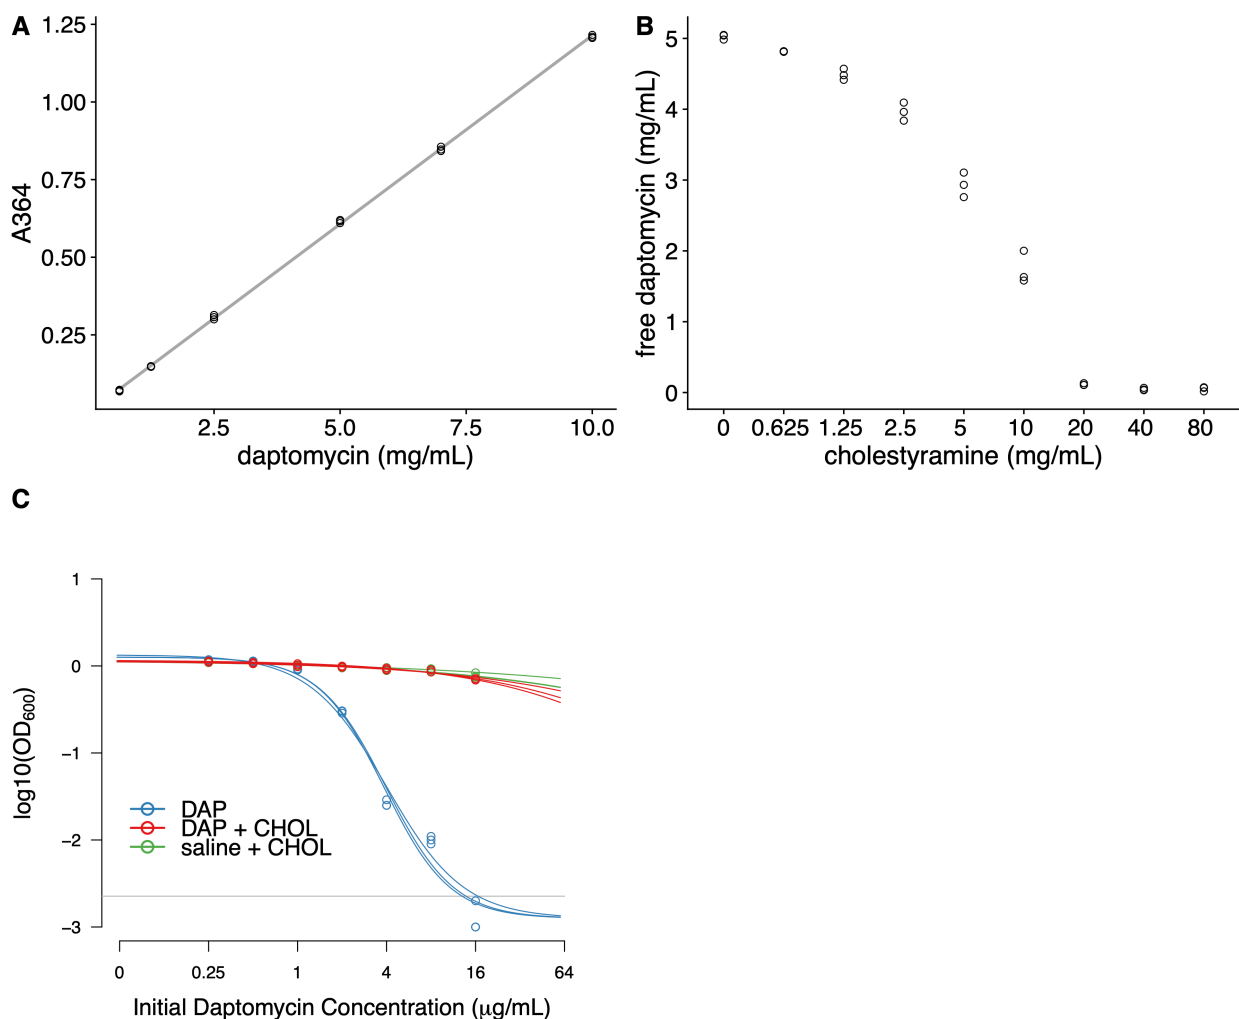 A
1.25
1.00
0.75
0.50
0.25
A364
2.5 5.0 7.5 10.0
daptomycin (mg/mL)
B
5
4
3
2
1
0
free daptomycin (mg/mL)
0 0.625 1.25 2.5 5 10 20 40 80
cholestyramine (mg/mL)
C
1
0
−1
−2
−3
log10(OD600)
DAP
DAP + CHOL
saline + CHOL
0 0.25 1 4 16 64
Initial Daptomycin Concentration (μg/mL)